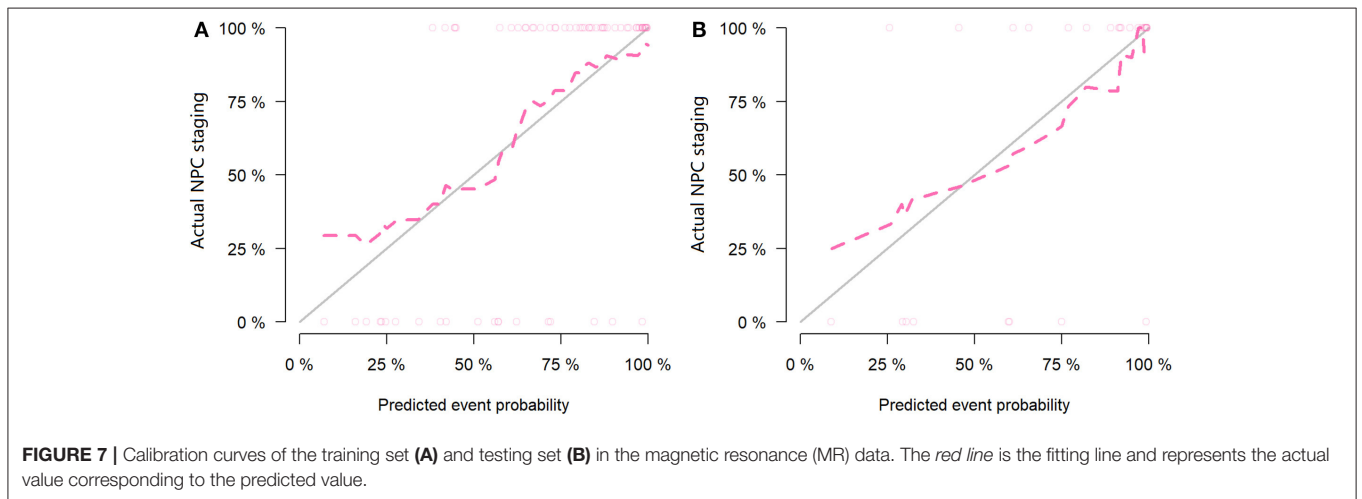 A
100 %
75 %
50 %
25 %
0 %
Actual NPC staging
0 %
25 %
50 %
75 %
100 %
Predicted event probability
B
100 %
75 %
50 %
25 %
0 %
Actual NPC staging
0 %
25 %
50 %
75 %
100 %
Predicted event probability
FIGURE 7 | Calibration curves of the training set (A) and testing set (B) in the magnetic resonance (MR) data. The red line is the fitting line and represents the actual
value corresponding to the predicted value.